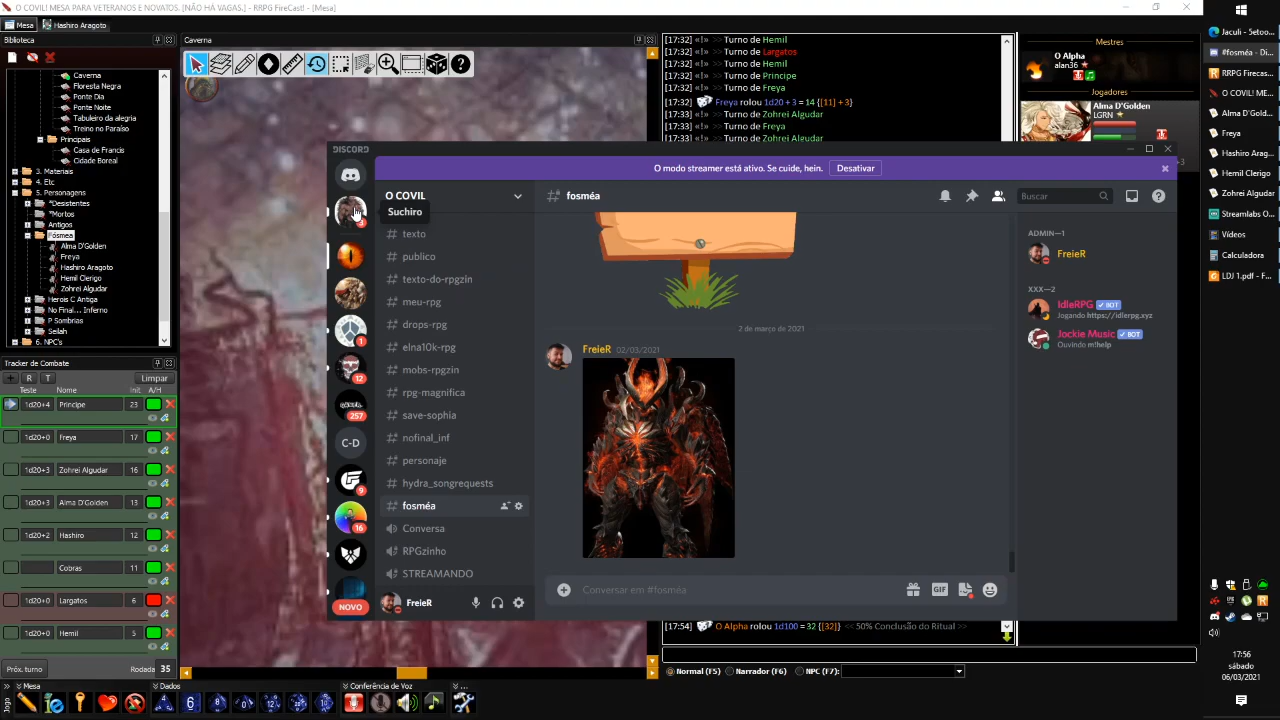 O COVIL! MESA PARA VETERANOS E NOVATOS. [NÃO HÁ VAGAS.] - RRPG FireCast! - [Mesa]
Mesa
Hashiro Aragoto
Biblioteca
Caverna
Floresta Negra
Ponte Dia
Ponte Noite
Tabuleiro da alegria
Treino no Paraíso
Principais
Casa de Francis
Cidade Boreal
3. Materiais
4. Etc
5. Personagens
*Desistentes
*Mortos
Antigos
Fósmea
Alma D'Golden
Freya
Hashiro Aragoto
Hemil Clerigo
Zohrei Algudar
Herois C Antiga
No Final... Inferno
P Sombrias
Selah
6. NPC's
Tracker de Combate
+ R T Limpar
Teste Nome Init. A/H
1d20+4 Principe 23
1d20+0 Freya 17
1d20+3 Zohrei Algudar 16
1d20+3 Alma D'Golden 13
1d20+2 Hashiro 12
Cobras 11
1d20+0 Largatos 6
1d20+0 Hemil 5
Próx. turno Rodada 35
Caverna
[17:32] «!» >> Turno de Hemil
[17:32] «!» >> Turno de Largatos
[17:32] «!» >> Turno de Hemil
[17:32] «!» >> Turno de Principe
[17:32] «!» >> Turno de Freya
[17:32] Freya rolou 1d20 + 3 = 14 {[11] + 3}
[17:33] «!» >> Turno de Zohrei Algudar
[17:33] «!» >> Turno de Freya
[17:33] «!» >> Turno de Zohrei Algudar
Mestres
O Alpha
alan36
Jogadores
Alma D'Golden
LGRN
DISCORD
O modo streamer está ativo. Se cuide, hein.
Desativar
O COVIL
Suchiro
texto
publico
texto-do-rpgzin
meu-rpg
drops-rpg
elna10k-rpg
mobs-rpgzin
rpg-magnifica
save-sophia
nofinal_inf
personaje
hydra_songrequests
fosméa
Conversa
RPGzinho
STREAMANDO
1
12
257
C-D
9
16
NOVO
FreieR
fosméa
Buscar
2 de março de 2021
FreieR 02/03/2021
Conversar em #fosméa
GIF
ADMIN—1
FreieR
XXX—2
IdleRPG BOT
Jogando https://idlerpg.xyz
Jockie Music BOT
Ouvindo m!help
[17:54] O Alpha rolou 1d100 = 32 {[32]} << 50% Conclusão do Ritual >>
Normal (F5) Narrador (F6) NPC (F7):
Jogo
Mesa
Dados
Conferência de Voz
...
Jaculi - Setoo...
#fosméa - Di...
RRPG Firecas...
O COVIL! ME...
Alma D'Gold...
Freya
Hashiro Arag...
Hemil Clerigo
Zohrei Algudar
Streamlabs O...
Vídeos
Calculadora
LDJ 1.pdf - F...
17:56
sábado
06/03/2021